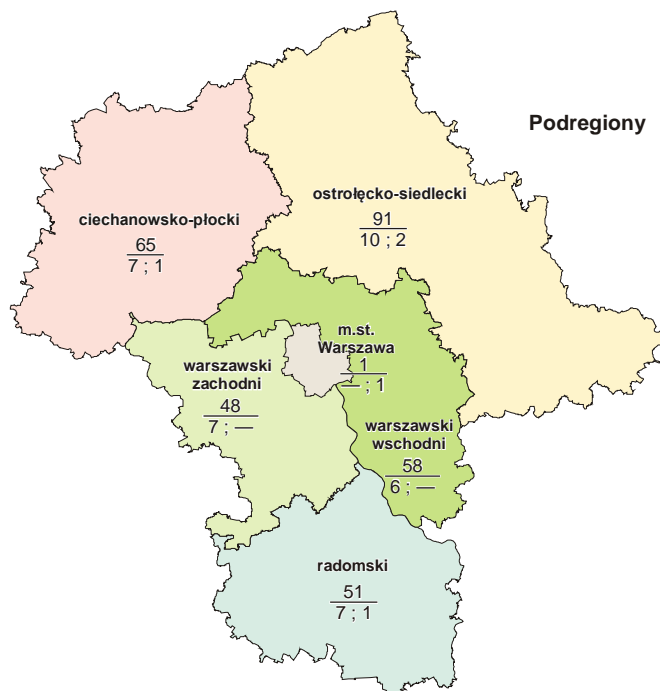 Podregiony
ostrołęcko-siedlecki
91
10 ; 2
ciechanowsko-płocki
65
7 ; 1
m.st.
Warszawa
1
— ; 1
warszawski
zachodni
48
7 ; —
warszawski
wschodni
58
6 ; —
radomski
51
7 ; 1